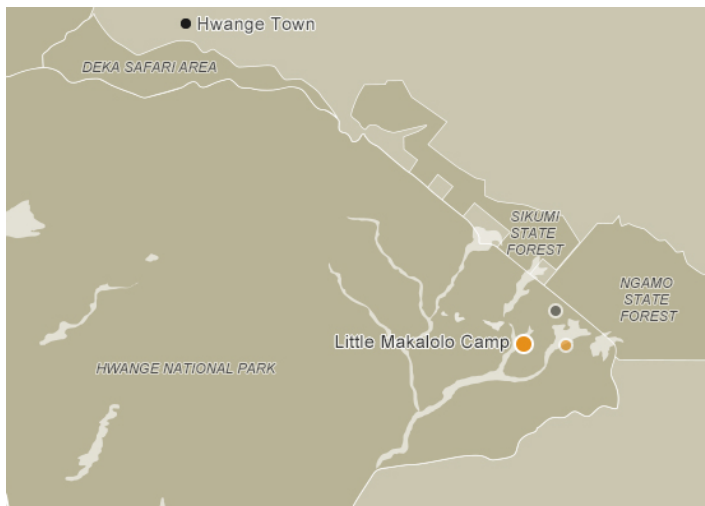 Hwange Town
DEKA SAFARI AREA
SIKUMI
STATE
FOREST
NGAMO
STATE
FOREST
Little Makalolo Camp
HWANGE NATIONAL PARK